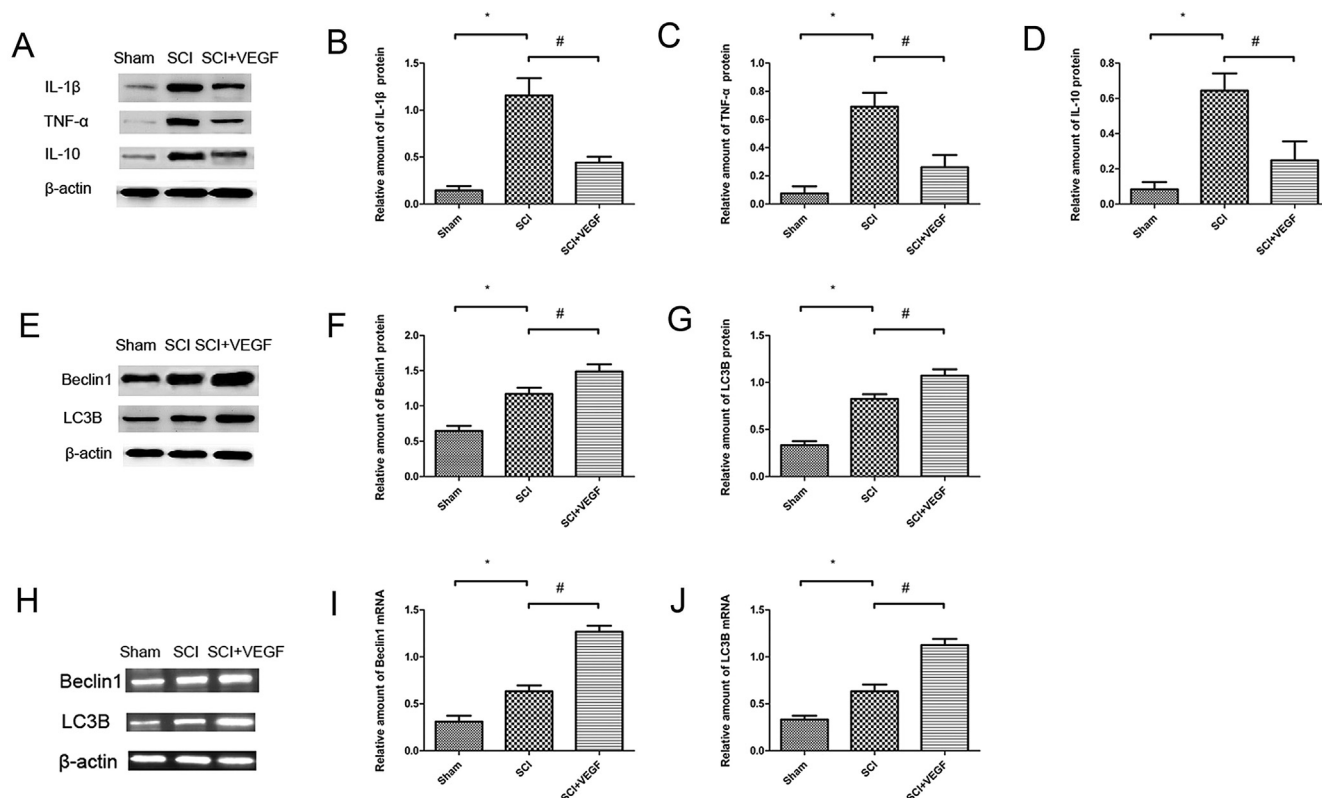 A
Sham SCI SCI+VEGF
IL-1β
TNF-α
IL-10
β-actin
B
*
#
Relative amount of IL-1β protein
1.5
1.0
0.5
0.0
Sham
SCI
SCI+VEGF
C
*
#
Relative amount of TNF-α protein
1.0
0.8
0.6
0.4
0.2
0.0
Sham
SCI
SCI+VEGF
D
*
#
Relative amount of IL-10 protein
0.8
0.6
0.4
0.2
0.0
Sham
SCI
SCI+VEGF
E
Sham SCI SCI+VEGF
Beclin1
LC3B
β-actin
F
*
#
Relative amount of Beclin1 protein
2.0
1.5
1.0
0.5
0.0
Sham
SCI
SCI+VEGF
G
*
#
Relative amount of LC3B protein
1.5
1.0
0.5
0.0
Sham
SCI
SCI+VEGF
H
Sham SCI SCI+VEGF
Beclin1
LC3B
β-actin
I
*
#
Relative amount of Beclin1 mRNA
1.5
1.0
0.5
0.0
Sham
SCI
SCI+VEGF
J
*
#
Relative amount of LC3B mRNA
1.5
1.0
0.5
0.0
Sham
SCI
SCI+VEGF